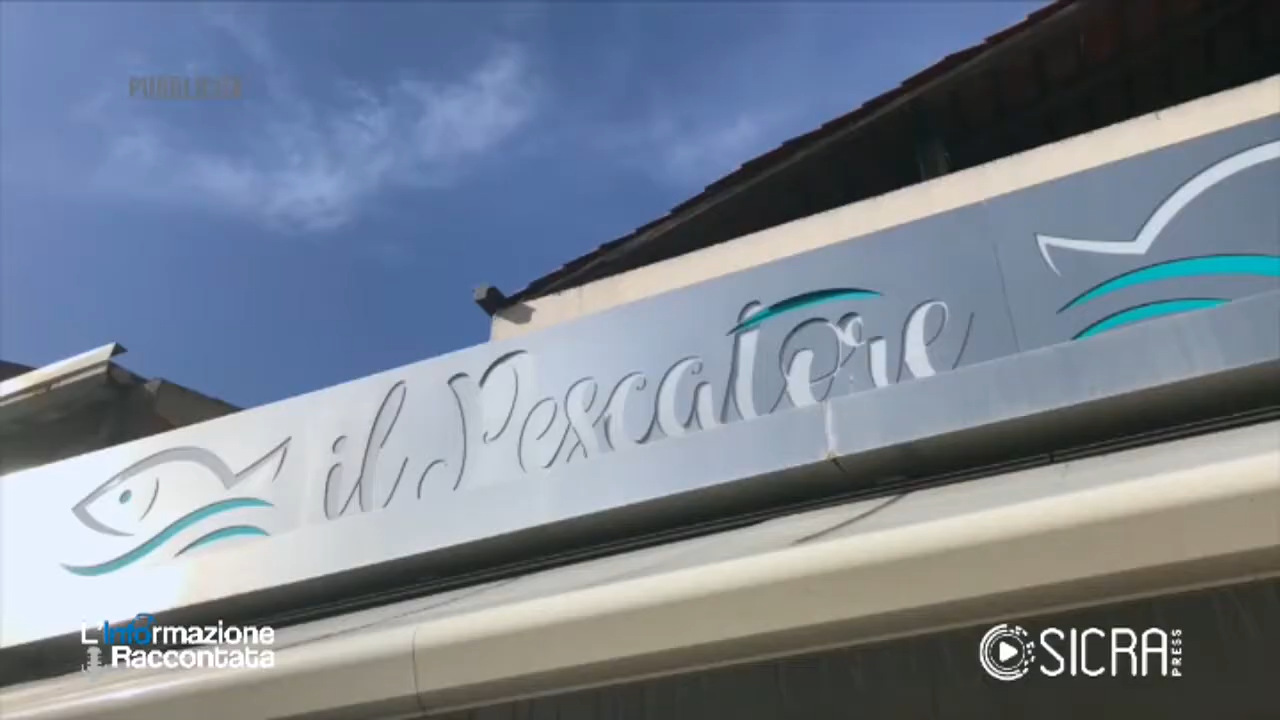 PUBBLICITÀ
il Pescatore
L'Informazione
Raccontata
SICRA
PRESS